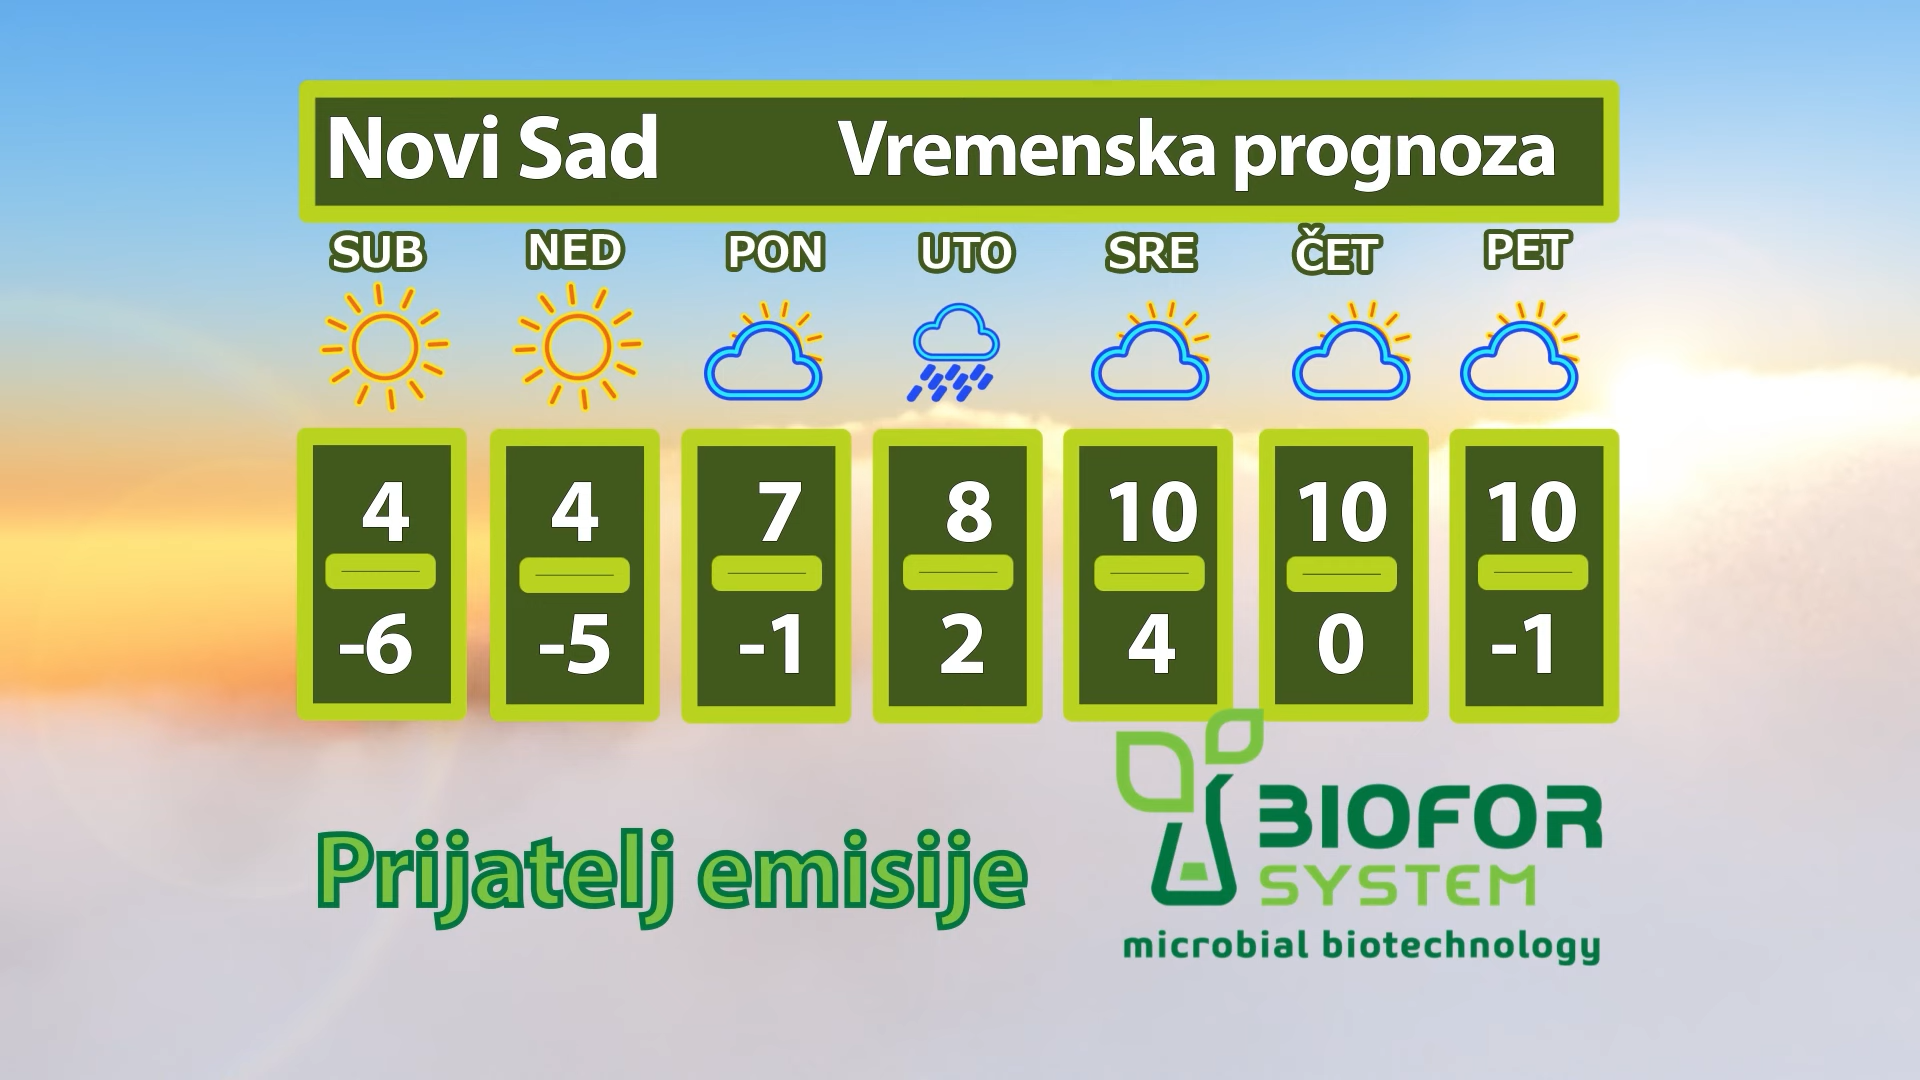 Novi Sad Vremenska prognoza
SUB NED PON UTO SRE ČET PET
4 4 7 8 10 10 10
-6 -5 -1 2 4 0 -1
Prijatelj emisije
BIOFOR
SYSTEM
microbial biotechnology